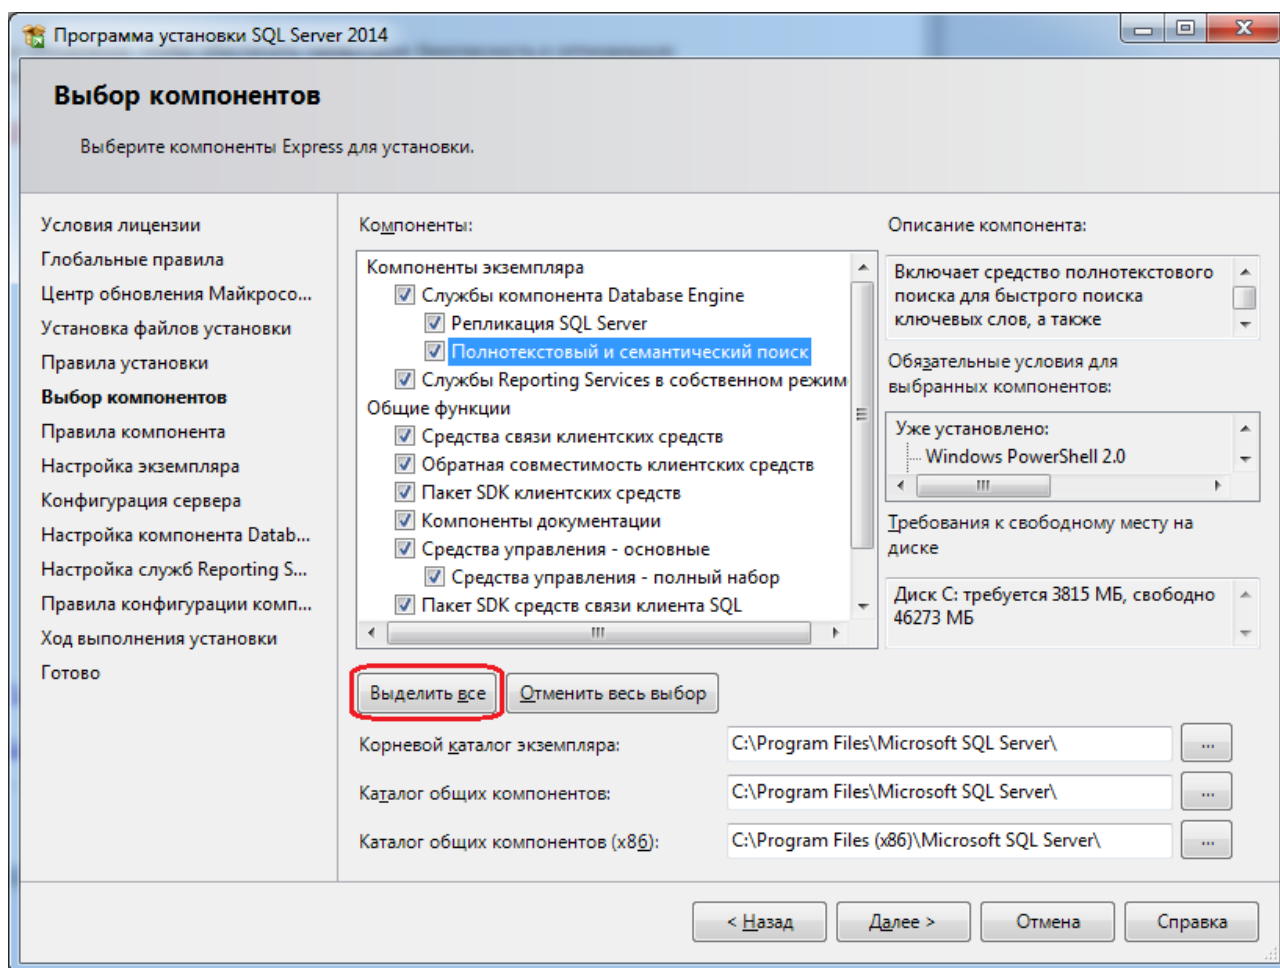 Программа установки SQL Server 2014
Выбор компонентов
Выберите компоненты Express для установки.
Условия лицензии
Глобальные правила
Центр обновления Майкросо...
Установка файлов установки
Правила установки
Выбор компонентов
Правила компонента
Настройка экземпляра
Конфигурация сервера
Настройка компонента Datab...
Настройка служб Reporting S...
Правила конфигурации комп...
Ход выполнения установки
Готово
Компоненты:
Компоненты экземпляра
Службы компонента Database Engine
Репликация SQL Server
Полнотекстовый и семантический поиск
Службы Reporting Services в собственном режим
Общие функции
Средства связи клиентских средств
Обратная совместимость клиентских средств
Пакет SDK клиентских средств
Компоненты документации
Средства управления - основные
Средства управления - полный набор
Пакет SDK средств связи клиента SQL
Описание компонента:
Включает средство полнотекстового
поиска для быстрого поиска
ключевых слов, а также
Обязательные условия для
выбранных компонентов:
Уже установлено:
Windows PowerShell 2.0
Требования к свободному месту на
диске
Диск C: требуется 3815 МБ, свободно
46273 МБ
Выделить все
Отменить весь выбор
Корневой каталог экземпляра:
C:\Program Files\Microsoft SQL Server\
...
Каталог общих компонентов:
C:\Program Files\Microsoft SQL Server\
...
Каталог общих компонентов (x86):
C:\Program Files (x86)\Microsoft SQL Server\
...
< Назад
Далее >
Отмена
Справка